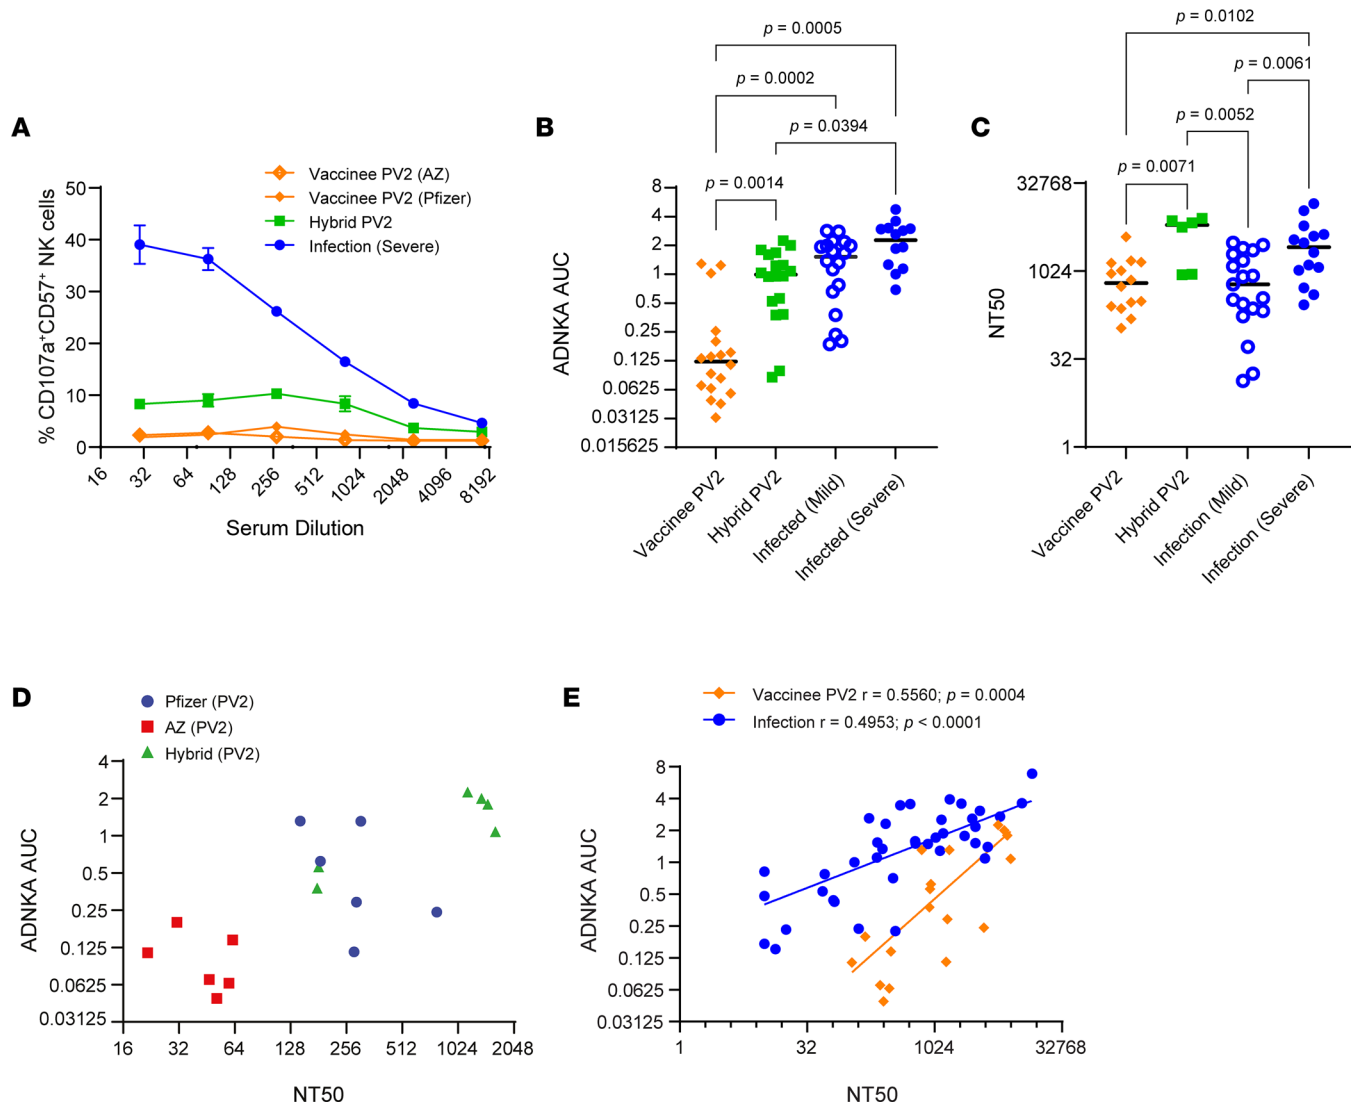 A
Vaccinee PV2 (AZ)
Vaccinee PV2 (Pfizer)
Hybrid PV2
Infection (Severe)
% CD107a⁺CD57⁺ NK cells
50
40
30
20
10
0
16
32
64
128
256
512
1024
2048
4096
8192
Serum Dilution
B
p = 0.0005
p = 0.0002
p = 0.0394
p = 0.0014
ADNKA AUC
8
4
2
1
0.5
0.25
0.125
0.0625
0.03125
0.015625
Vaccinee PV2
Hybrid PV2
Infected (Mild)
Infected (Severe)
C
p = 0.0102
p = 0.0061
p = 0.0052
p = 0.0071
NT50
32768
1024
32
1
Vaccinee PV2
Hybrid PV2
Infection (Mild)
Infection (Severe)
D
Pfizer (PV2)
AZ (PV2)
Hybrid (PV2)
ADNKA AUC
4
2
1
0.5
0.25
0.125
0.0625
0.03125
16
32
64
128
256
512
1024
2048
NT50
E
Vaccinee PV2 r = 0.5560; p = 0.0004
Infection r = 0.4953; p < 0.0001
ADNKA AUC
8
4
2
1
0.5
0.25
0.125
0.0625
0.03125
1
32
1024
32768
NT50